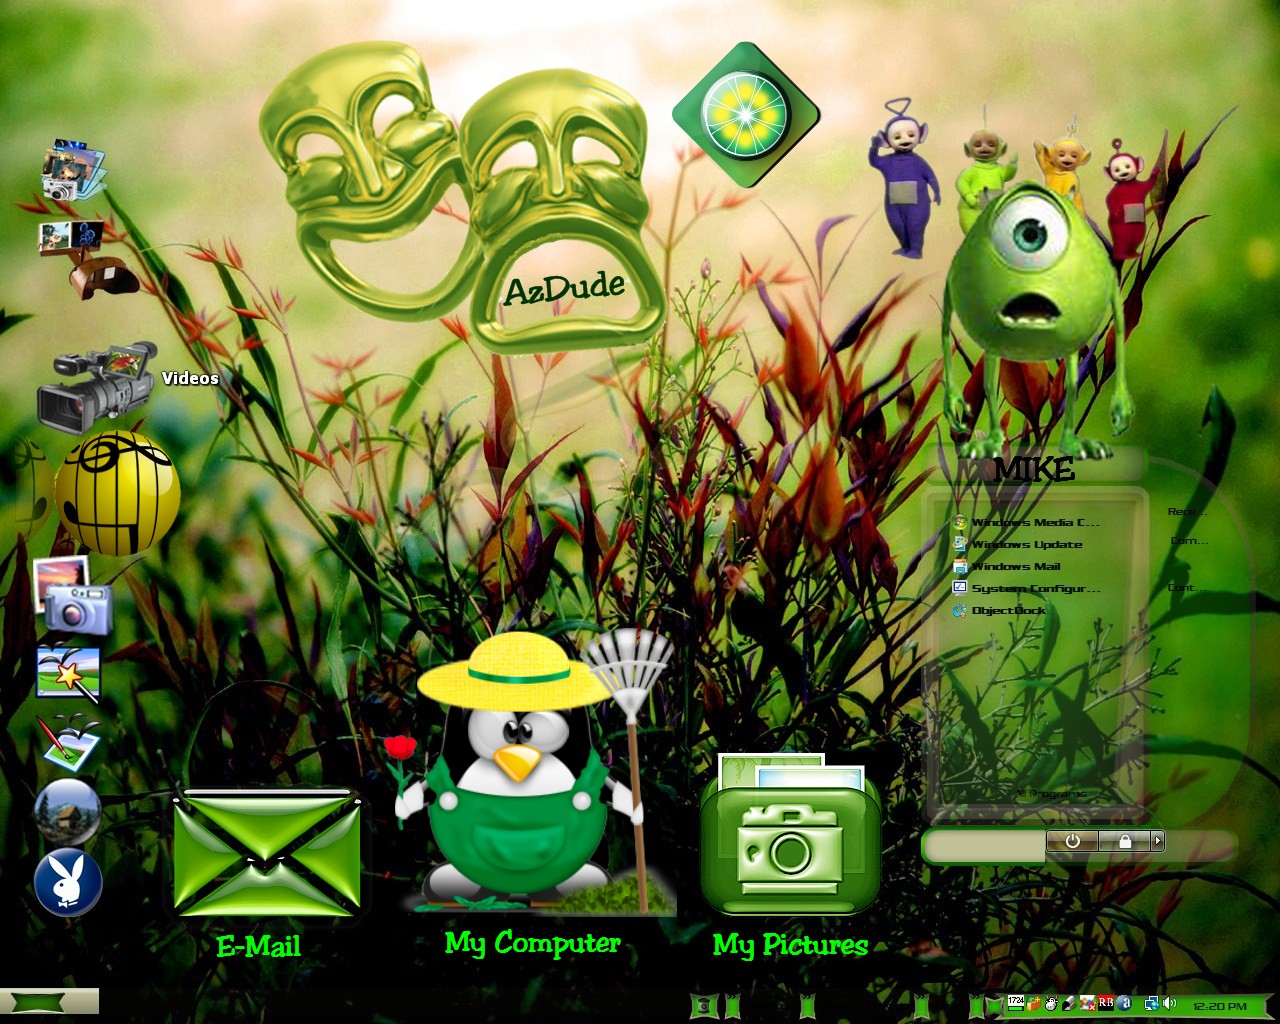 AzDude
Videos
MIKE
Windows Media C...
Windows Update
Windows Mail
System Configur...
ObjectDock
Rece...
Com...
Cont...
Programs
E-Mail
My Computer
My Pictures
1724
RB
a
12:20 PM